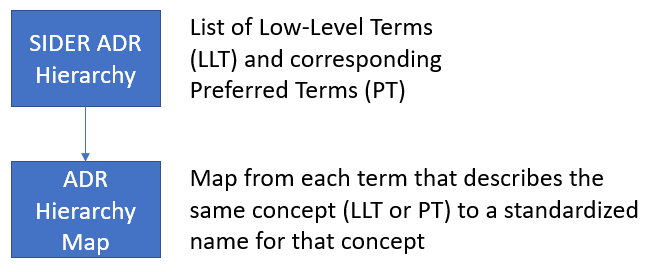 SIDER ADR
Hierarchy
List of Low-Level Terms
(LLT) and corresponding
Preferred Terms (PT)
ADR
Hierarchy
Map
Map from each term that describes the
same concept (LLT or PT) to a standardized
name for that concept